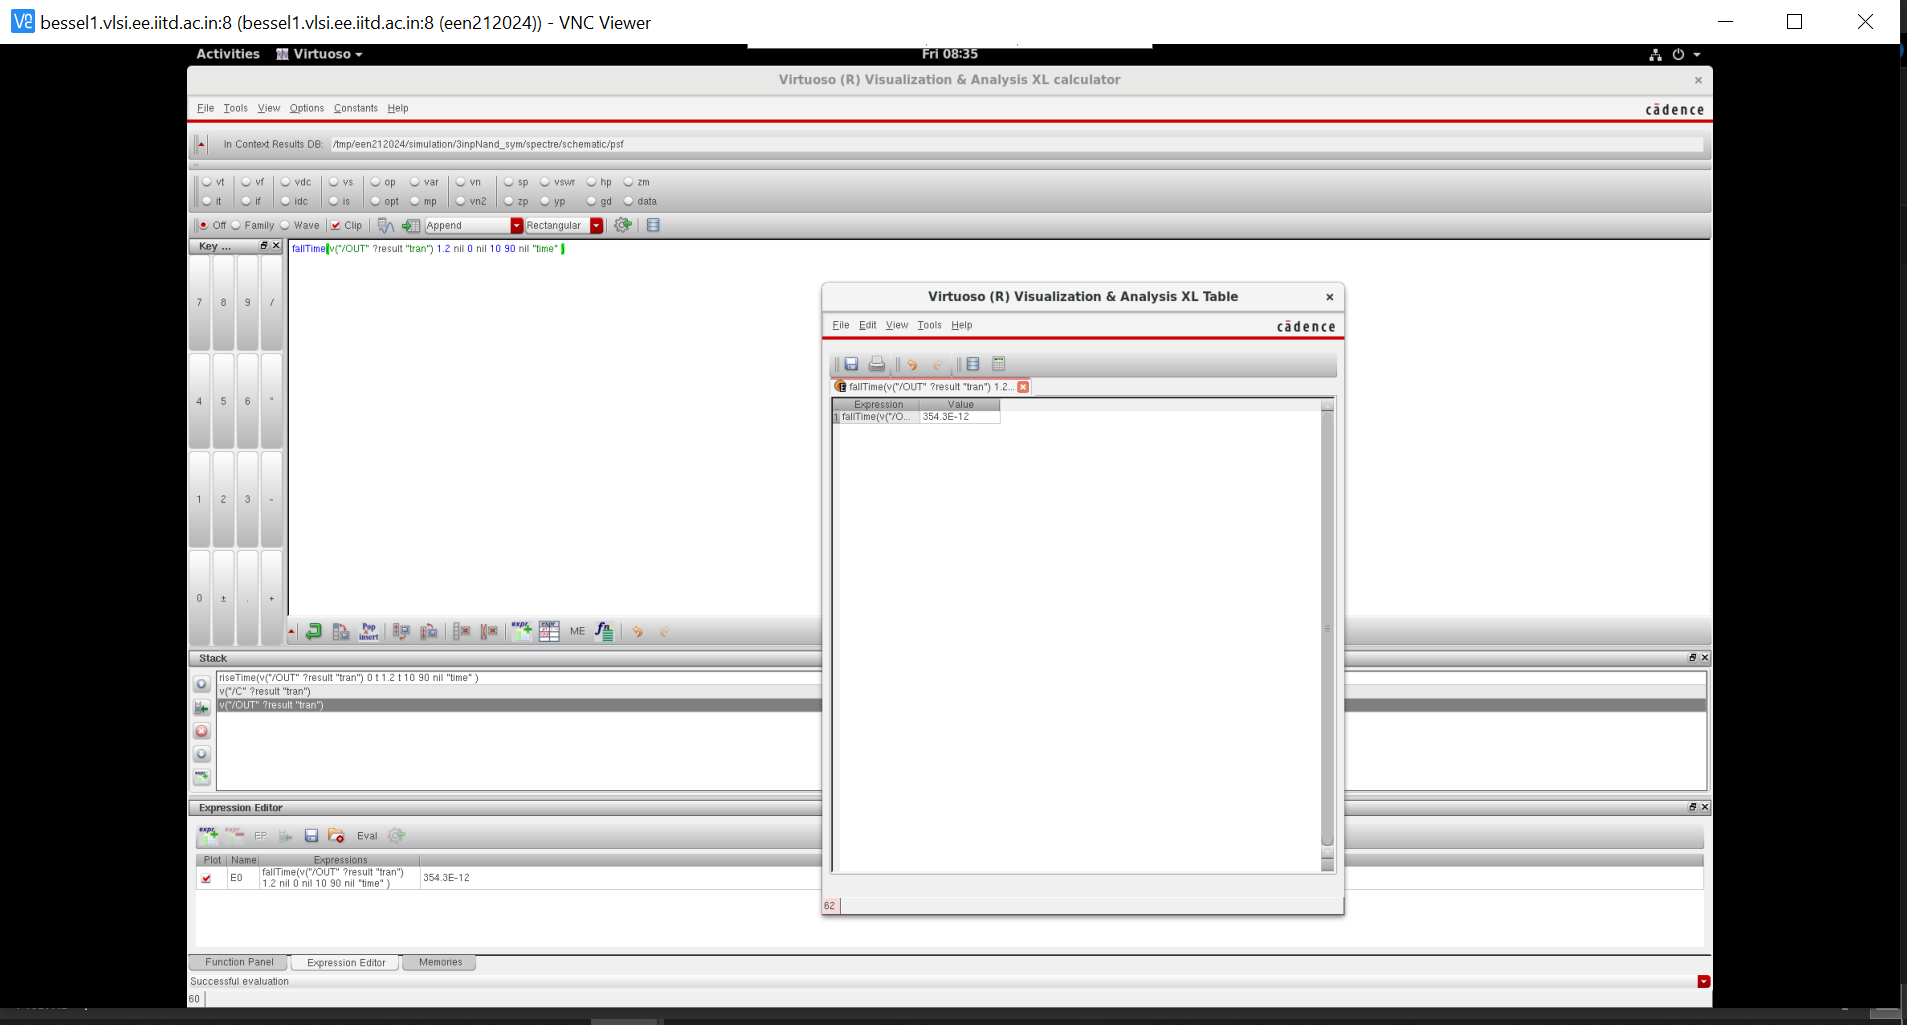 bessel1.vlsi.ee.iitd.ac.in:8 (bessel1.vlsi.ee.iitd.ac.in:8 (een212024)) - VNC Viewer
Activities Virtuoso Fri 08:35
Virtuoso (R) Visualization & Analysis XL calculator
File Tools View Options Constants Help cādence
In Context Results DB: /tmp/een212024/simulation/3inpNand_sym/spectre/schematic/psf
vt vf vdc vs op var vn sp vswr hp zm
it if idc is opt mp vn2 zp yp gd data
Off Family Wave Clip Append Rectangular
Key ...
fallTime(v("/OUT" ?result "tran") 1.2 nil 0 nil 10 90 nil "time" )
7 8 9 /
4 5 6 *
1 2 3 -
0 ± . +
Virtuoso (R) Visualization & Analysis XL Table
File Edit View Tools Help cādence
fallTime(v("/OUT" ?result "tran") 1.2...
Expression Value
1 fallTime(v("/O... 354.3E-12
62
Pop insert expr expr ME fn
Stack
riseTime(v("/OUT" ?result "tran") 0 t 1.2 t 10 90 nil "time" )
v("/C" ?result "tran")
v("/OUT" ?result "tran")
expr
Expression Editor
expr expr EP Eval
Plot Name Expressions
E0 fallTime(v("/OUT" ?result "tran") 354.3E-12
1.2 nil 0 nil 10 90 nil "time" )
Function Panel Expression Editor Memories
Successful evaluation
60